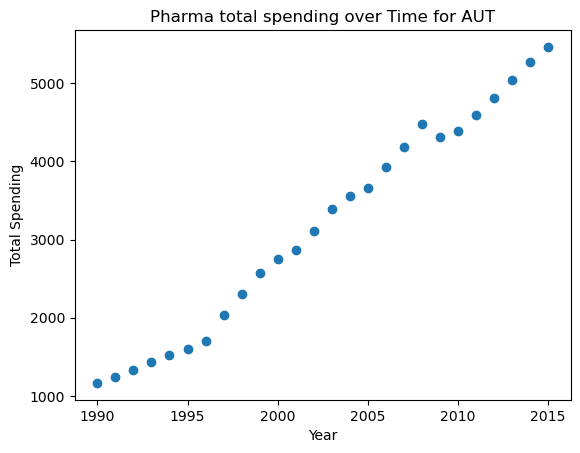 Pharma total spending over Time for AUT
5000
4000
3000
2000
1000
Total Spending
1990 1995 2000 2005 2010 2015
Year